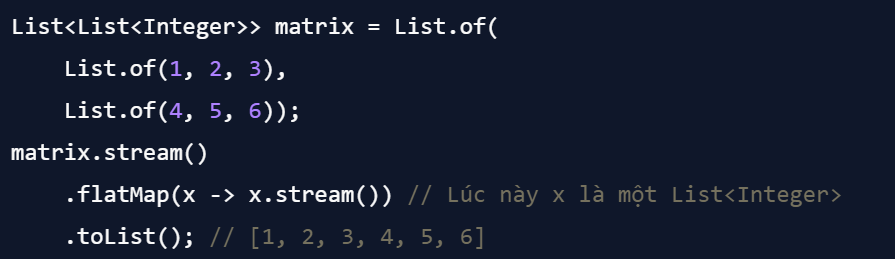 List<List<Integer>> matrix = List.of(
    List.of(1, 2, 3),
    List.of(4, 5, 6));
matrix.stream()
    .flatMap(x -> x.stream()) // Lúc này x là một List<Integer>
    .toList(); // [1, 2, 3, 4, 5, 6]